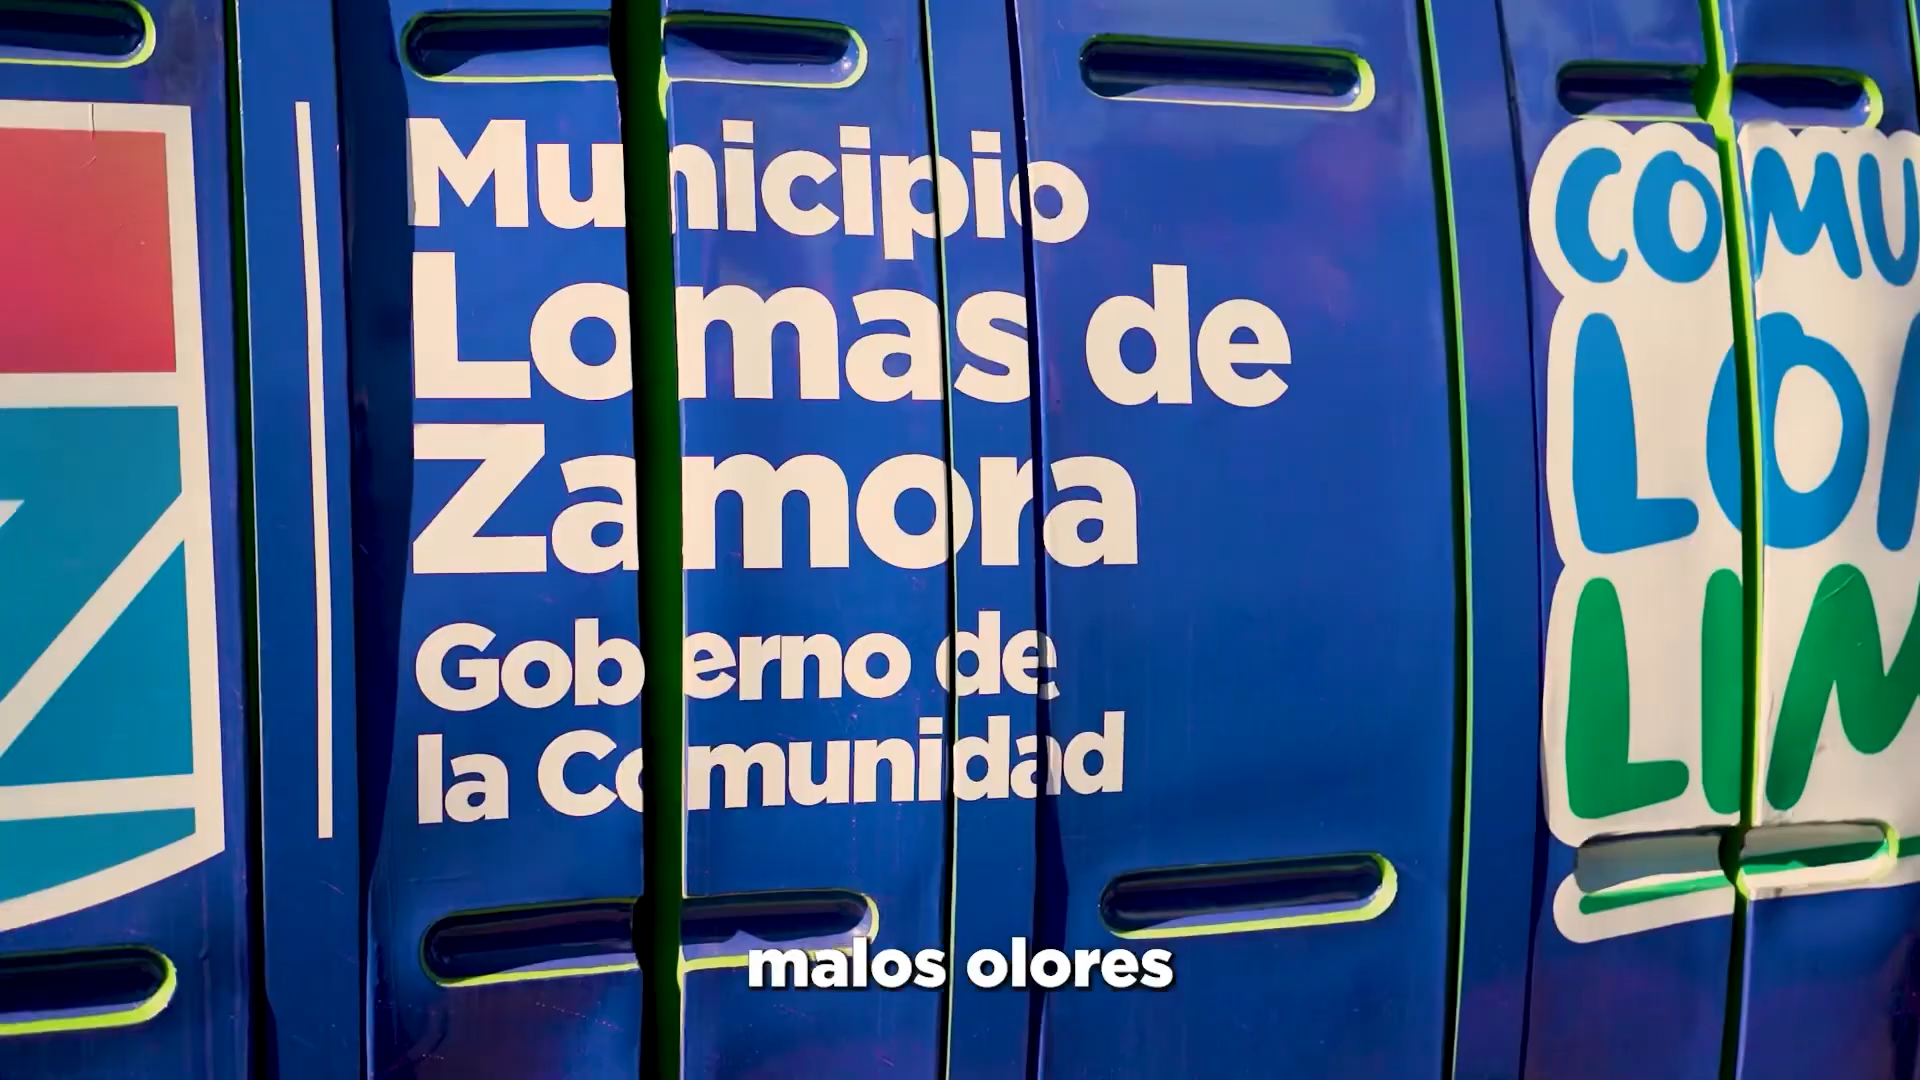 Municipio
Lomas de
Zamora
Gobierno de
la Comunidad
malos olores